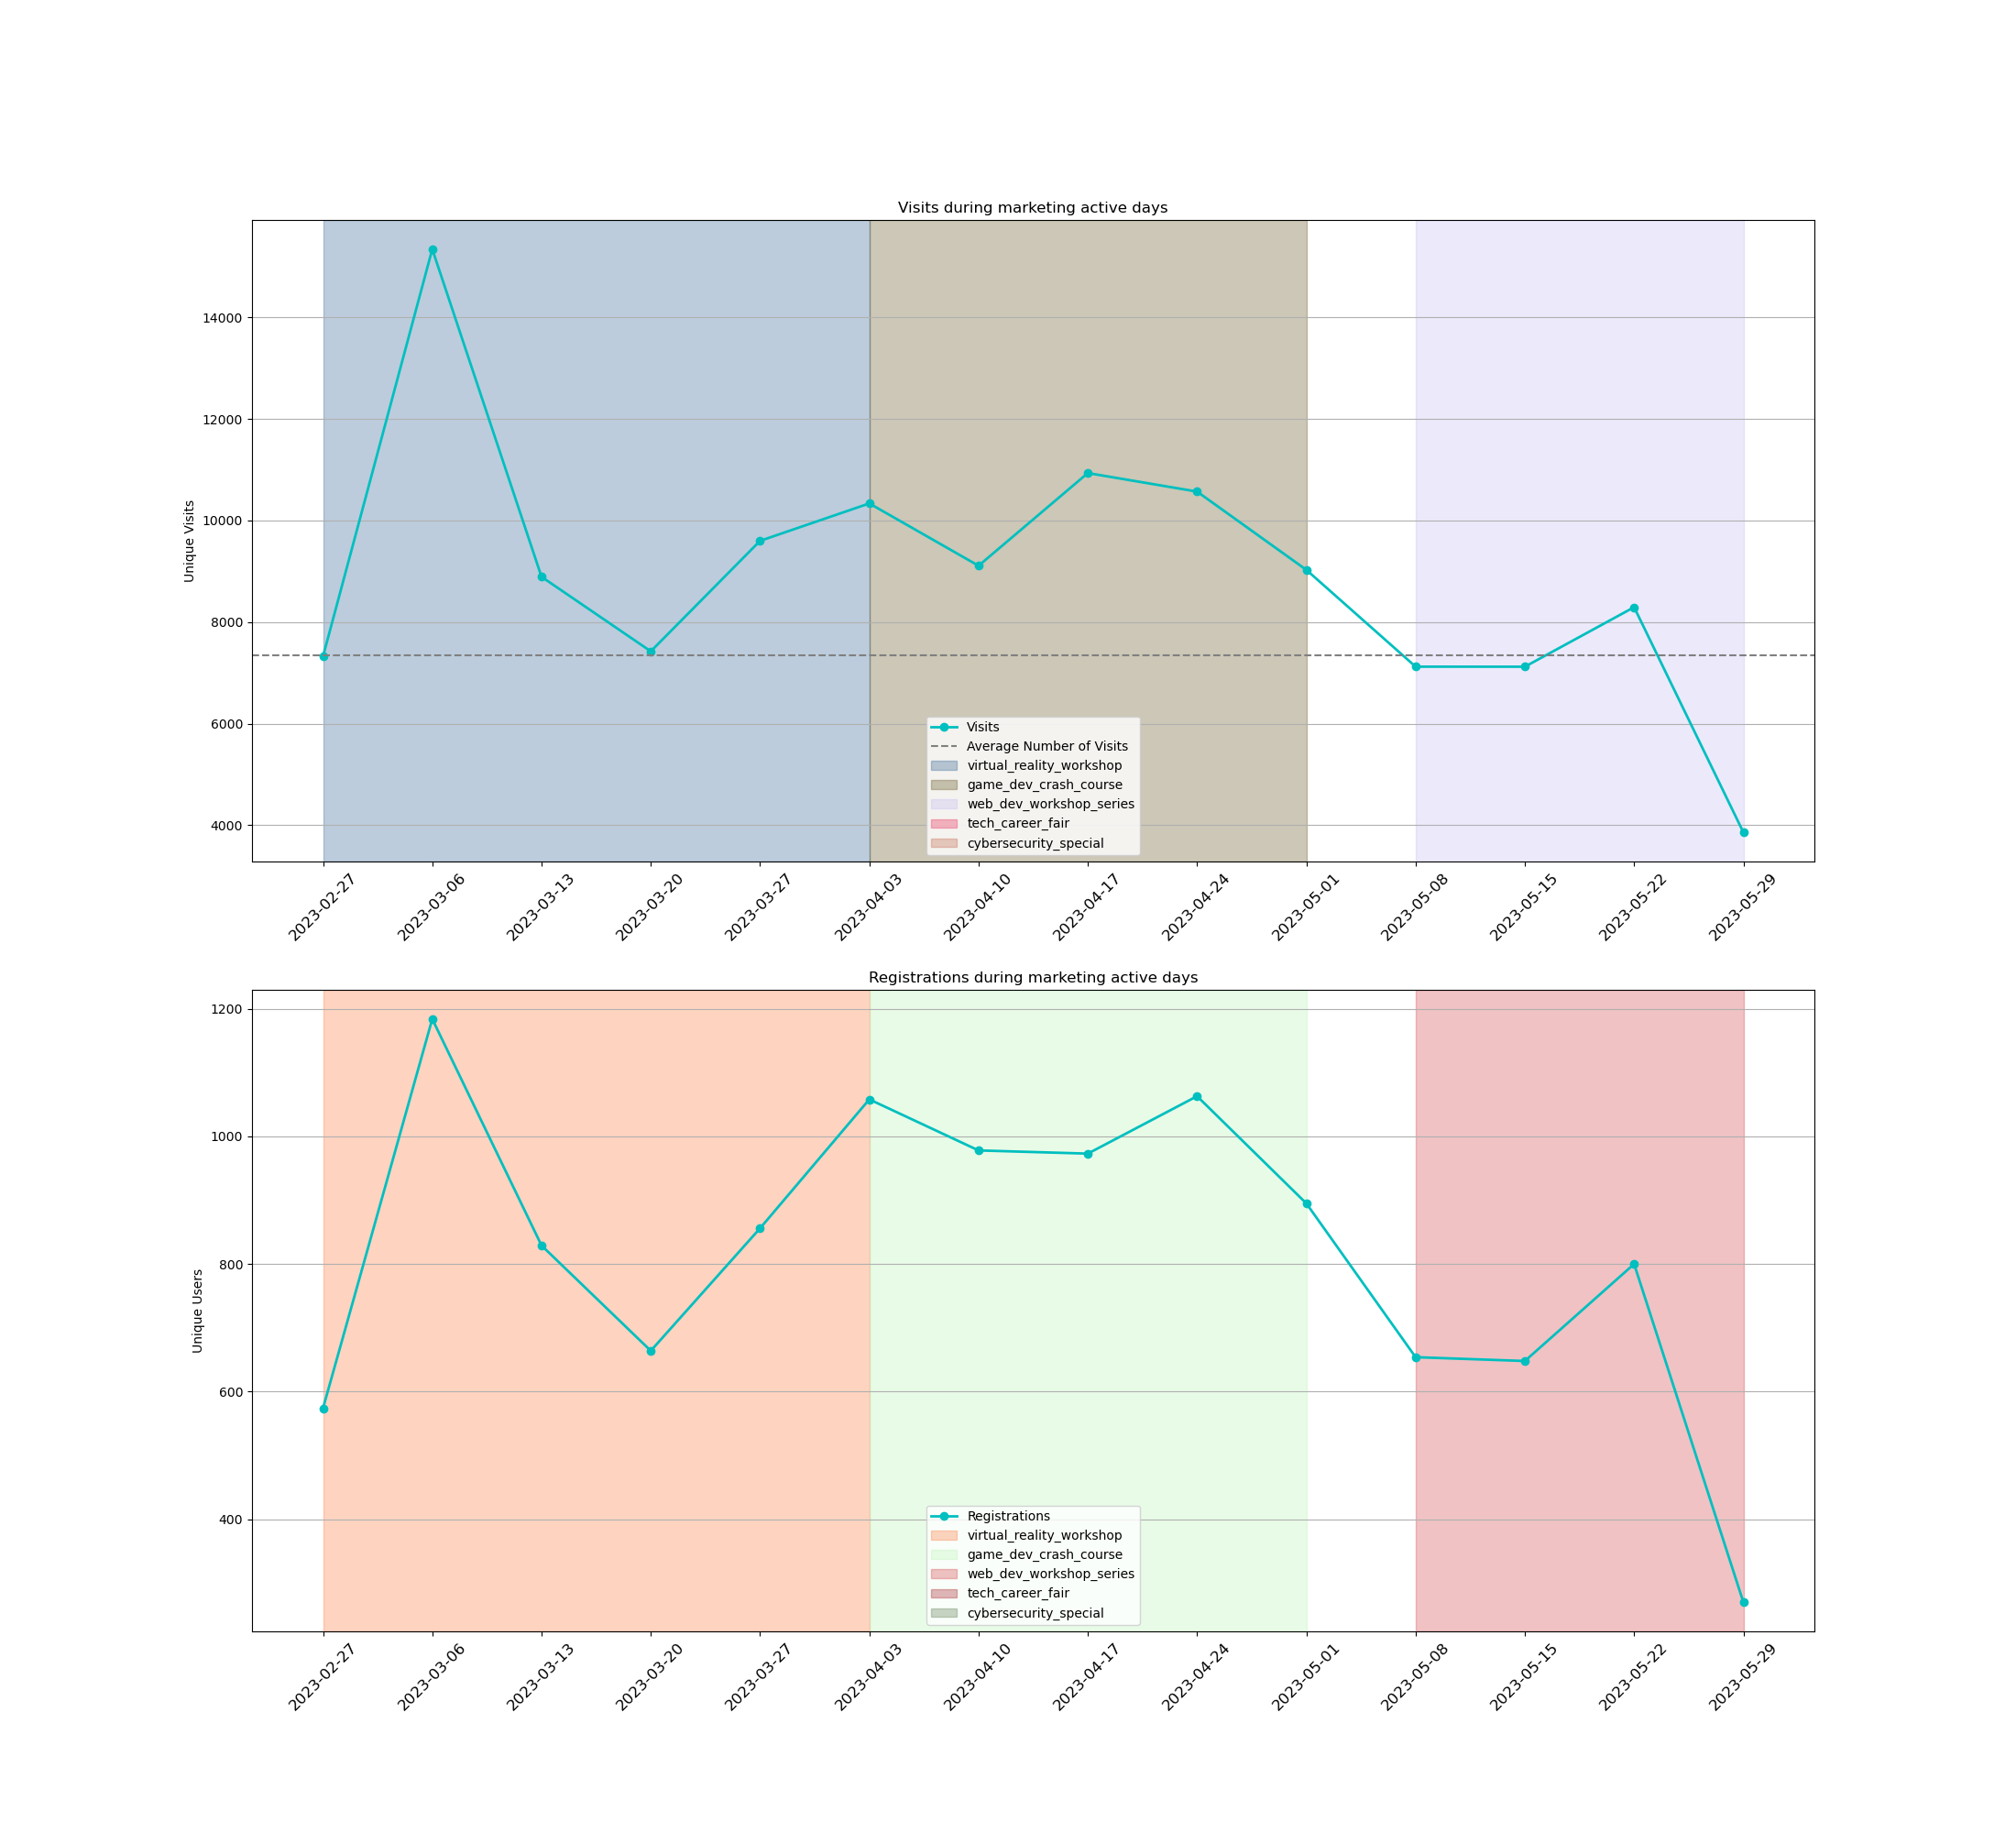 Visits during marketing active days
Unique Visits
14000
12000
10000
8000
6000
4000
Visits
Average Number of Visits
virtual_reality_workshop
game_dev_crash_course
web_dev_workshop_series
tech_career_fair
cybersecurity_special
2023-02-27
2023-03-06
2023-03-13
2023-03-20
2023-03-27
2023-04-03
2023-04-10
2023-04-17
2023-04-24
2023-05-01
2023-05-08
2023-05-15
2023-05-22
2023-05-29
Registrations during marketing active days
Unique Users
1200
1000
800
600
400
Registrations
virtual_reality_workshop
game_dev_crash_course
web_dev_workshop_series
tech_career_fair
cybersecurity_special
2023-02-27
2023-03-06
2023-03-13
2023-03-20
2023-03-27
2023-04-03
2023-04-10
2023-04-17
2023-04-24
2023-05-01
2023-05-08
2023-05-15
2023-05-22
2023-05-29